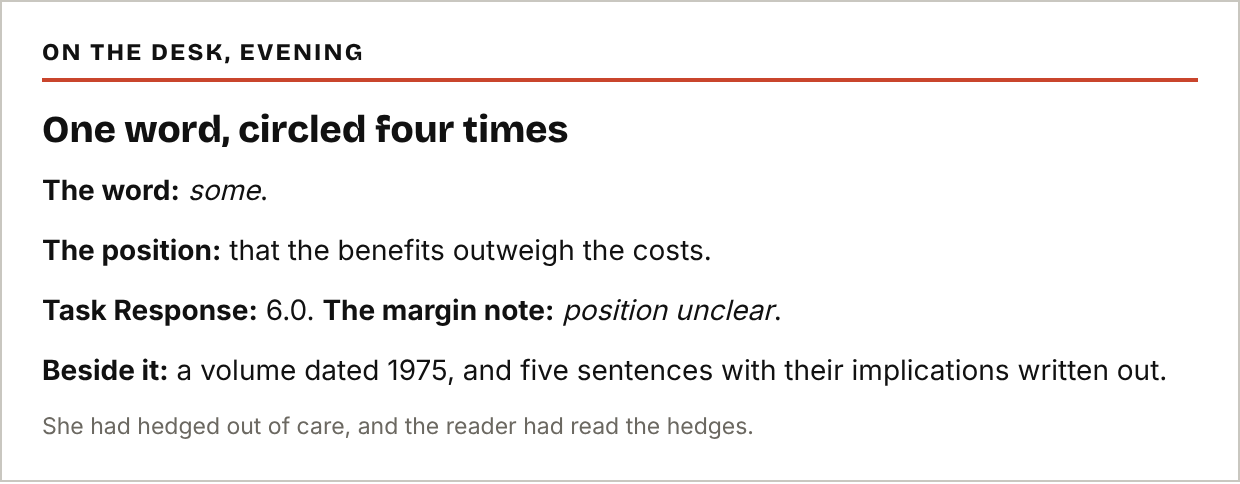 ON THE DESK, EVENING
One word, circled four times
The word: some.
The position: that the benefits outweigh the costs.
Task Response: 6.0. The margin note: position unclear.
Beside it: a volume dated 1975, and five sentences with their implications written out.
She had hedged out of care, and the reader had read the hedges.